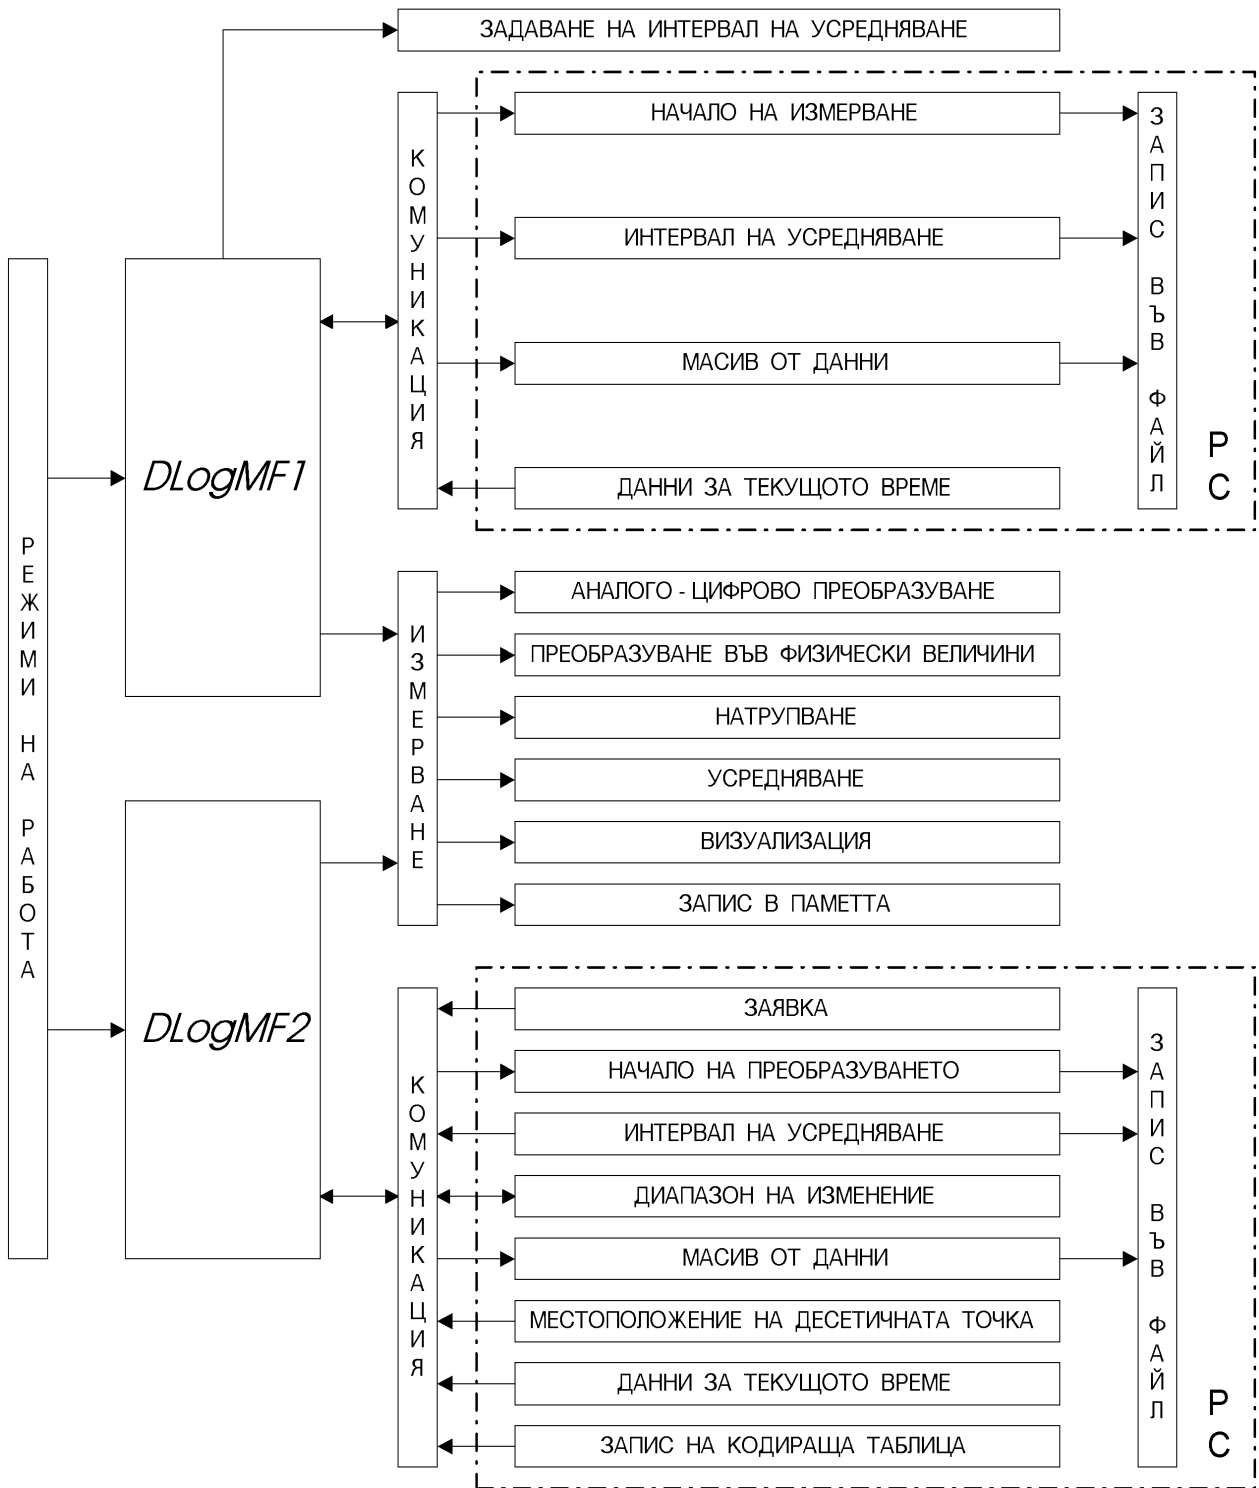 ЗАДАВАНЕ НА ИНТЕРВАЛ НА УСРЕДНЯВАНЕ
КОМУНИКАЦИЯ
НАЧАЛО НА ИЗМЕРВАНЕ
ИНТЕРВАЛ НА УСРЕДНЯВАНЕ
МАСИВ ОТ ДАННИ
ДАННИ ЗА ТЕКУЩОТО ВРЕМЕ
ЗАПИС ВЪВ ФАЙЛ
PC
РЕЖИМИ НА РАБОТА
DLogMF1
ИЗМЕРВАНЕ
АНАЛОГО - ЦИФРОВО ПРЕОБРАЗУВАНЕ
ПРЕОБРАЗУВАНЕ ВЪВ ФИЗИЧЕСКИ ВЕЛИЧИНИ
НАТРУПВАНЕ
УСРЕДНЯВАНЕ
ВИЗУАЛИЗАЦИЯ
ЗАПИС В ПАМЕТТА
DLogMF2
КОМУНИКАЦИЯ
ЗАЯВКА
НАЧАЛО НА ПРЕОБРАЗУВАНЕТО
ИНТЕРВАЛ НА УСРЕДНЯВАНЕ
ДИАПАЗОН НА ИЗМЕНЕНИЕ
МАСИВ ОТ ДАННИ
МЕСТОПОЛОЖЕНИЕ НА ДЕСЕТИЧНАТА ТОЧКА
ДАННИ ЗА ТЕКУЩОТО ВРЕМЕ
ЗАПИС НА КОДИРАЩА ТАБЛИЦА
ЗАПИС ВЪВ ФАЙЛ
PC